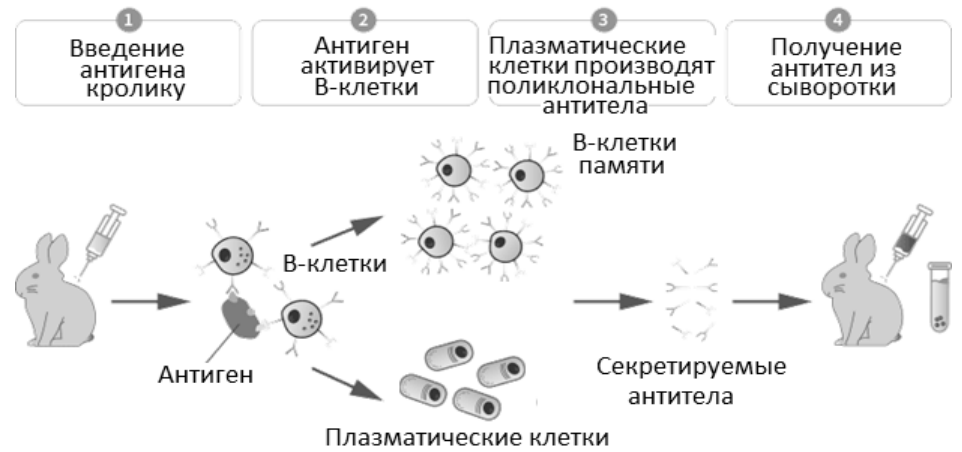 1
Введение
антигена
кролику
2
Антиген
активирует
В-клетки
3
Плазматические
клетки производят
поликлональные
антитела
4
Получение
антител из
сыворотки
В-клетки
памяти
В-клетки
Антиген
Секретируемые
антитела
Плазматические клетки